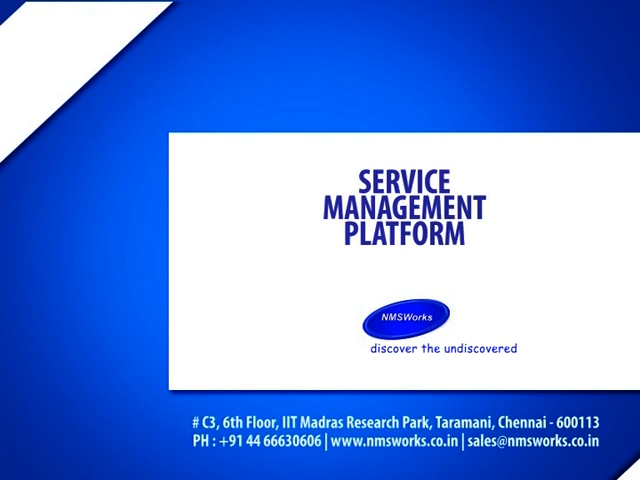 SERVICE
MANAGEMENT
PLATFORM
NMSWorks
discover the undiscovered
# C3, 6th Floor, IIT Madras Research Park, Taramani, Chennai - 600113
PH : +91 44 66630606 | www.nmsworks.co.in | sales@nmsworks.co.in